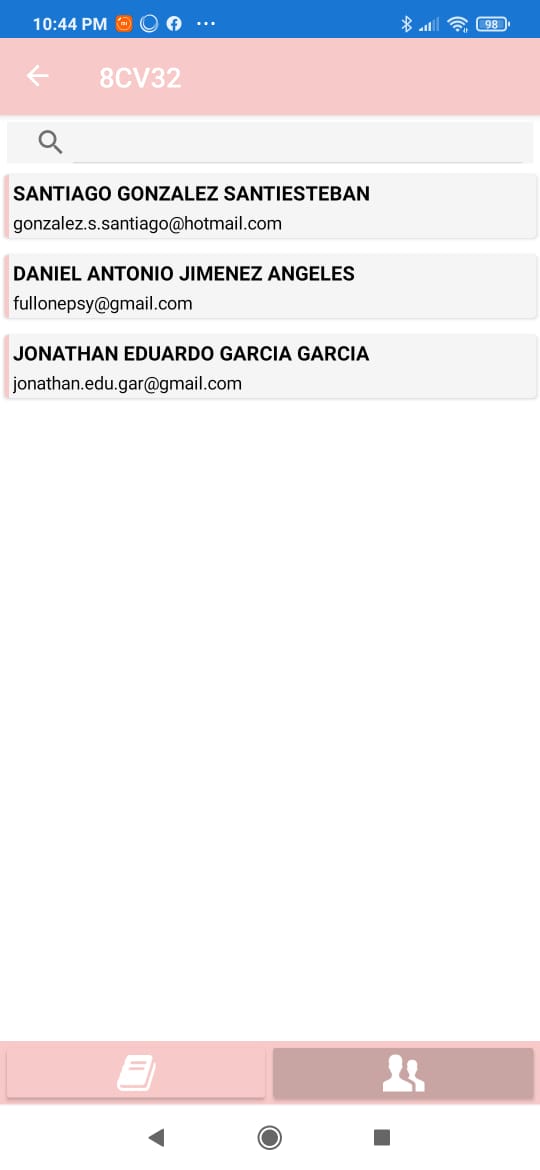 10:44 PM
98
8CV32
SANTIAGO GONZALEZ SANTIESTEBAN
gonzalez.s.santiago@hotmail.com
DANIEL ANTONIO JIMENEZ ANGELES
fullonepsy@gmail.com
JONATHAN EDUARDO GARCIA GARCIA
jonathan.edu.gar@gmail.com